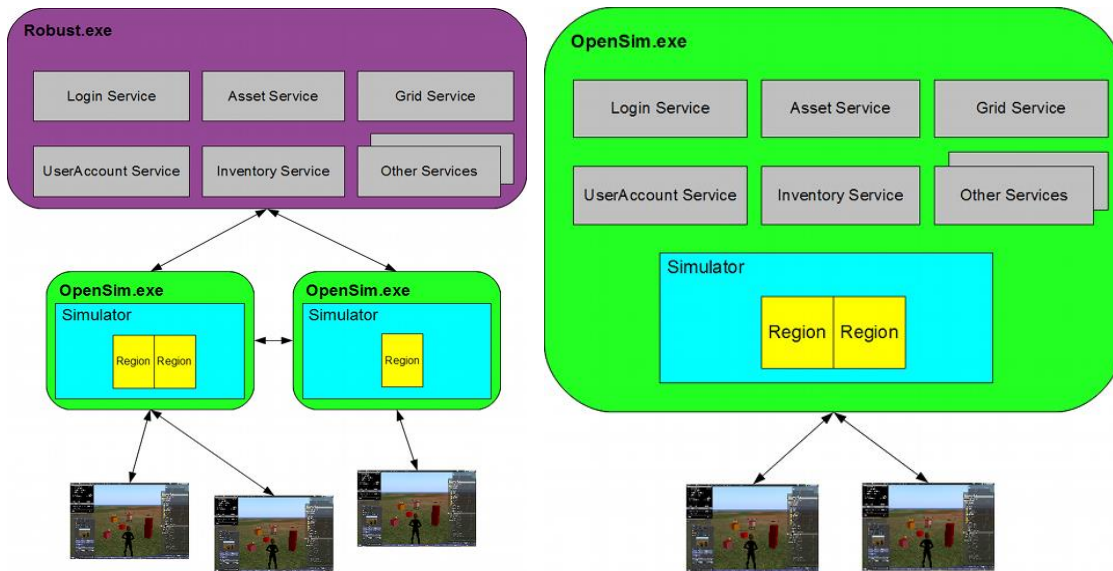 Robust.exe
Login Service
Asset Service
Grid Service
UserAccount Service
Inventory Service
Other Services
OpenSim.exe
Simulator
Region
Region
OpenSim.exe
Simulator
Region
OpenSim.exe
Login Service
Asset Service
Grid Service
UserAccount Service
Inventory Service
Other Services
Simulator
Region
Region